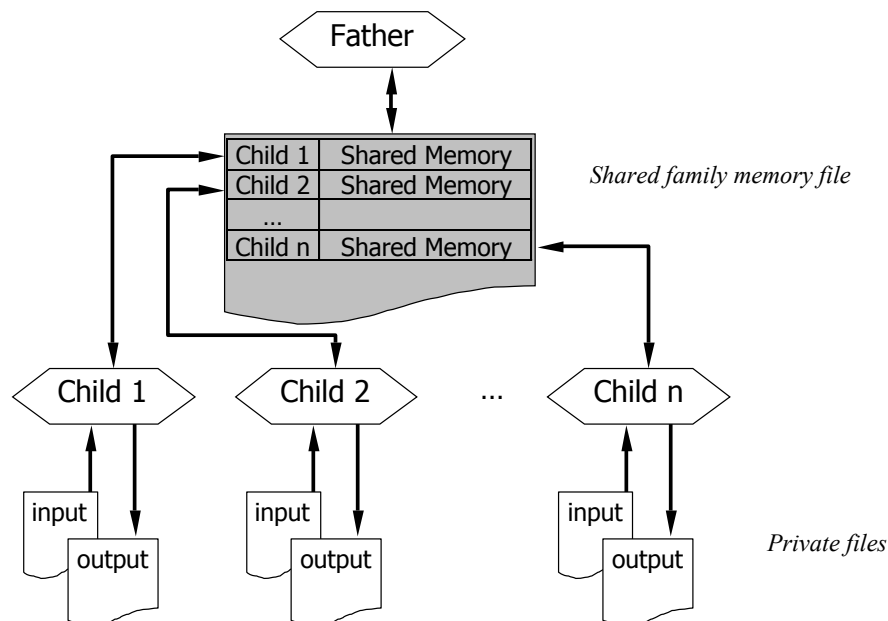 Father
Child 1 Shared Memory
Child 2 Shared Memory
...
Child n Shared Memory
Shared family memory file
Child 1
Child 2
...
Child n
input
output
input
output
input
output
Private files